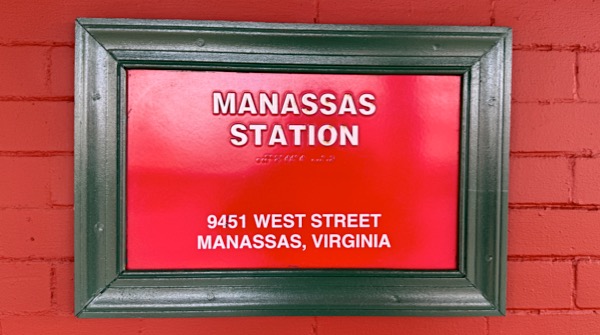 MANASSAS
STATION
9451 WEST STREET
MANASSAS, VIRGINIA